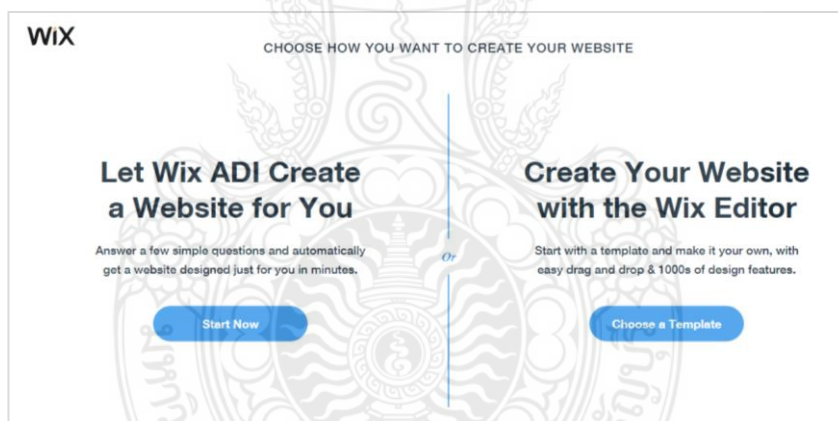 WiX
CHOOSE HOW YOU WANT TO CREATE YOUR WEBSITE
Let Wix ADI Create
a Website for You
Answer a few simple questions and automatically
get a website designed just for you in minutes.
Start Now
Or
Create Your Website
with the Wix Editor
Start with a template and make it your own, with
easy drag and drop & 1000s of design features.
Choose a Template